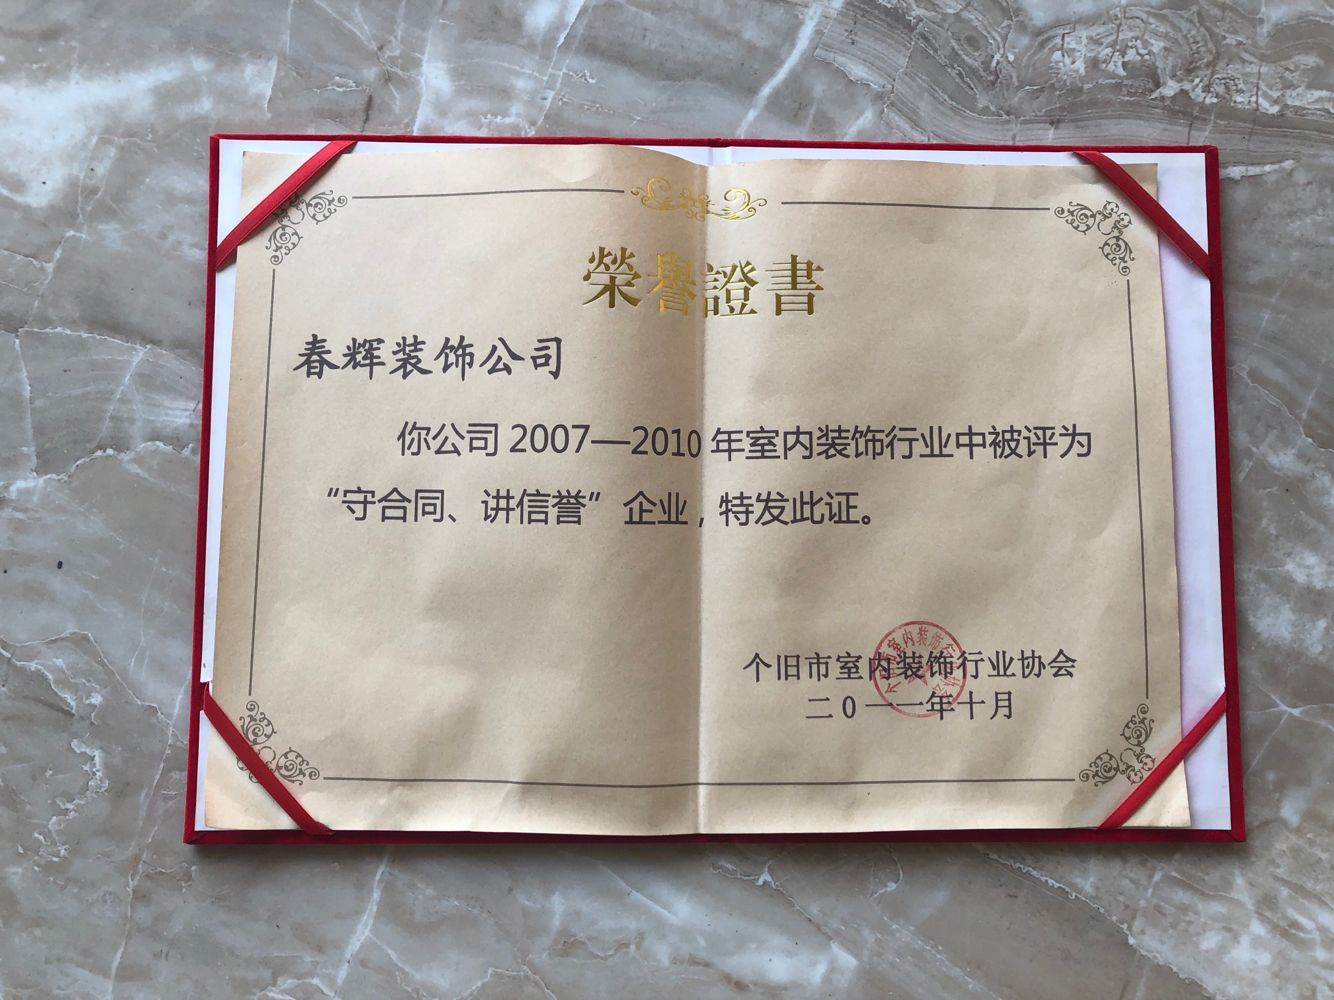 榮譽證書
春辉装饰公司
你公司 2007—2010 年室内装饰行业中被评为
“守合同、讲信誉”企业，特发此证。
个旧市室内装饰行业协会
二0一一年十月